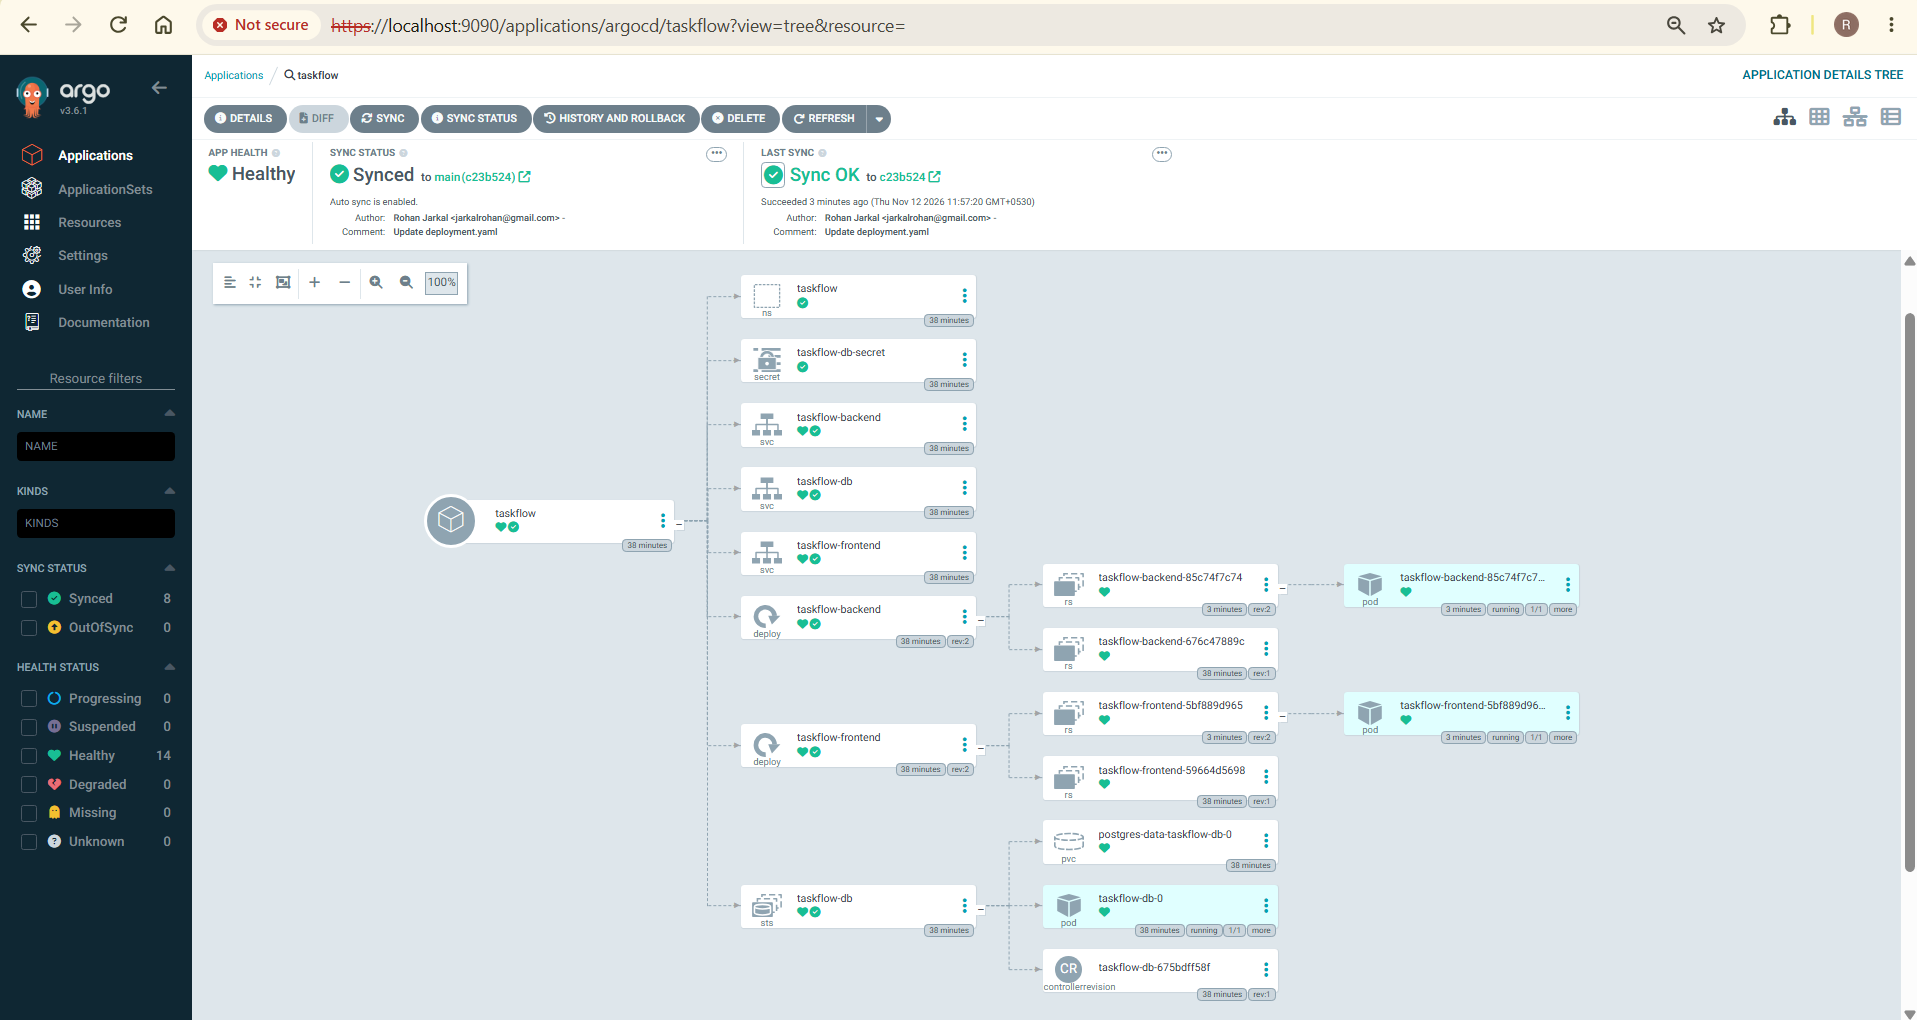 Not secure https://localhost:9090/applications/argocd/taskflow?view=tree&resource=
R
argo
v3.6.1
Applications
ApplicationSets
Resources
Settings
User Info
Documentation
Resource filters
NAME
NAME
KINDS
KINDS
SYNC STATUS
Synced 8
OutOfSync 0
HEALTH STATUS
Progressing 0
Suspended 0
Healthy 14
Degraded 0
Missing 0
Unknown 0
Applications / taskflow
APPLICATION DETAILS TREE
DETAILS DIFF SYNC SYNC STATUS HISTORY AND ROLLBACK DELETE REFRESH
APP HEALTH
Healthy
SYNC STATUS
Synced to main (c23b524)
Auto sync is enabled.
Author: Rohan Jarkal <jarkalrohan@gmail.com> -
Comment: Update deployment.yaml
LAST SYNC
Sync OK to c23b524
Succeeded 3 minutes ago (Thu Nov 12 2026 11:57:20 GMT+0530)
Author: Rohan Jarkal <jarkalrohan@gmail.com> -
Comment: Update deployment.yaml
100%
taskflow
38 minutes
taskflow
ns
38 minutes
taskflow-db-secret
secret
38 minutes
taskflow-backend
svc
38 minutes
taskflow-db
svc
38 minutes
taskflow-frontend
svc
38 minutes
taskflow-backend
deploy
38 minutes rev:2
taskflow-backend-85c74f7c74
rs
3 minutes rev:2
taskflow-backend-85c74f7c7...
pod
3 minutes running 1/1 more
taskflow-backend-676c47889c
rs
38 minutes rev:1
taskflow-frontend
deploy
38 minutes rev:2
taskflow-frontend-5bf889d965
rs
3 minutes rev:2
taskflow-frontend-5bf889d96...
pod
3 minutes running 1/1 more
taskflow-frontend-59664d5698
rs
38 minutes rev:1
taskflow-db
sts
38 minutes
postgres-data-taskflow-db-0
pvc
38 minutes
taskflow-db-0
pod
38 minutes running 1/1 more
CR
taskflow-db-675bdff58f
controllerrevision
38 minutes rev:1